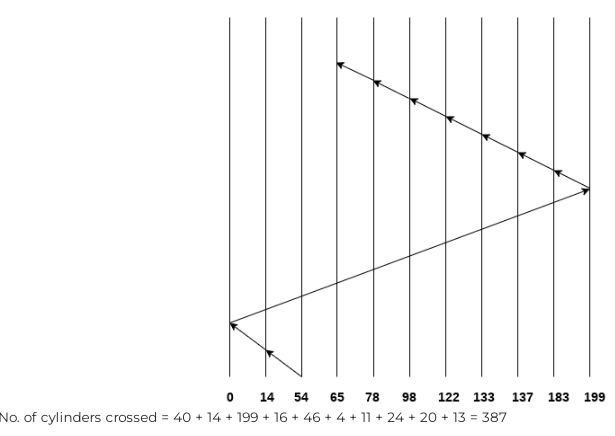 0 14 54 65 78 98 122 133 137 183 199
No. of cylinders crossed = 40 + 14 + 199 + 16 + 46 + 4 + 11 + 24 + 20 + 13 = 387